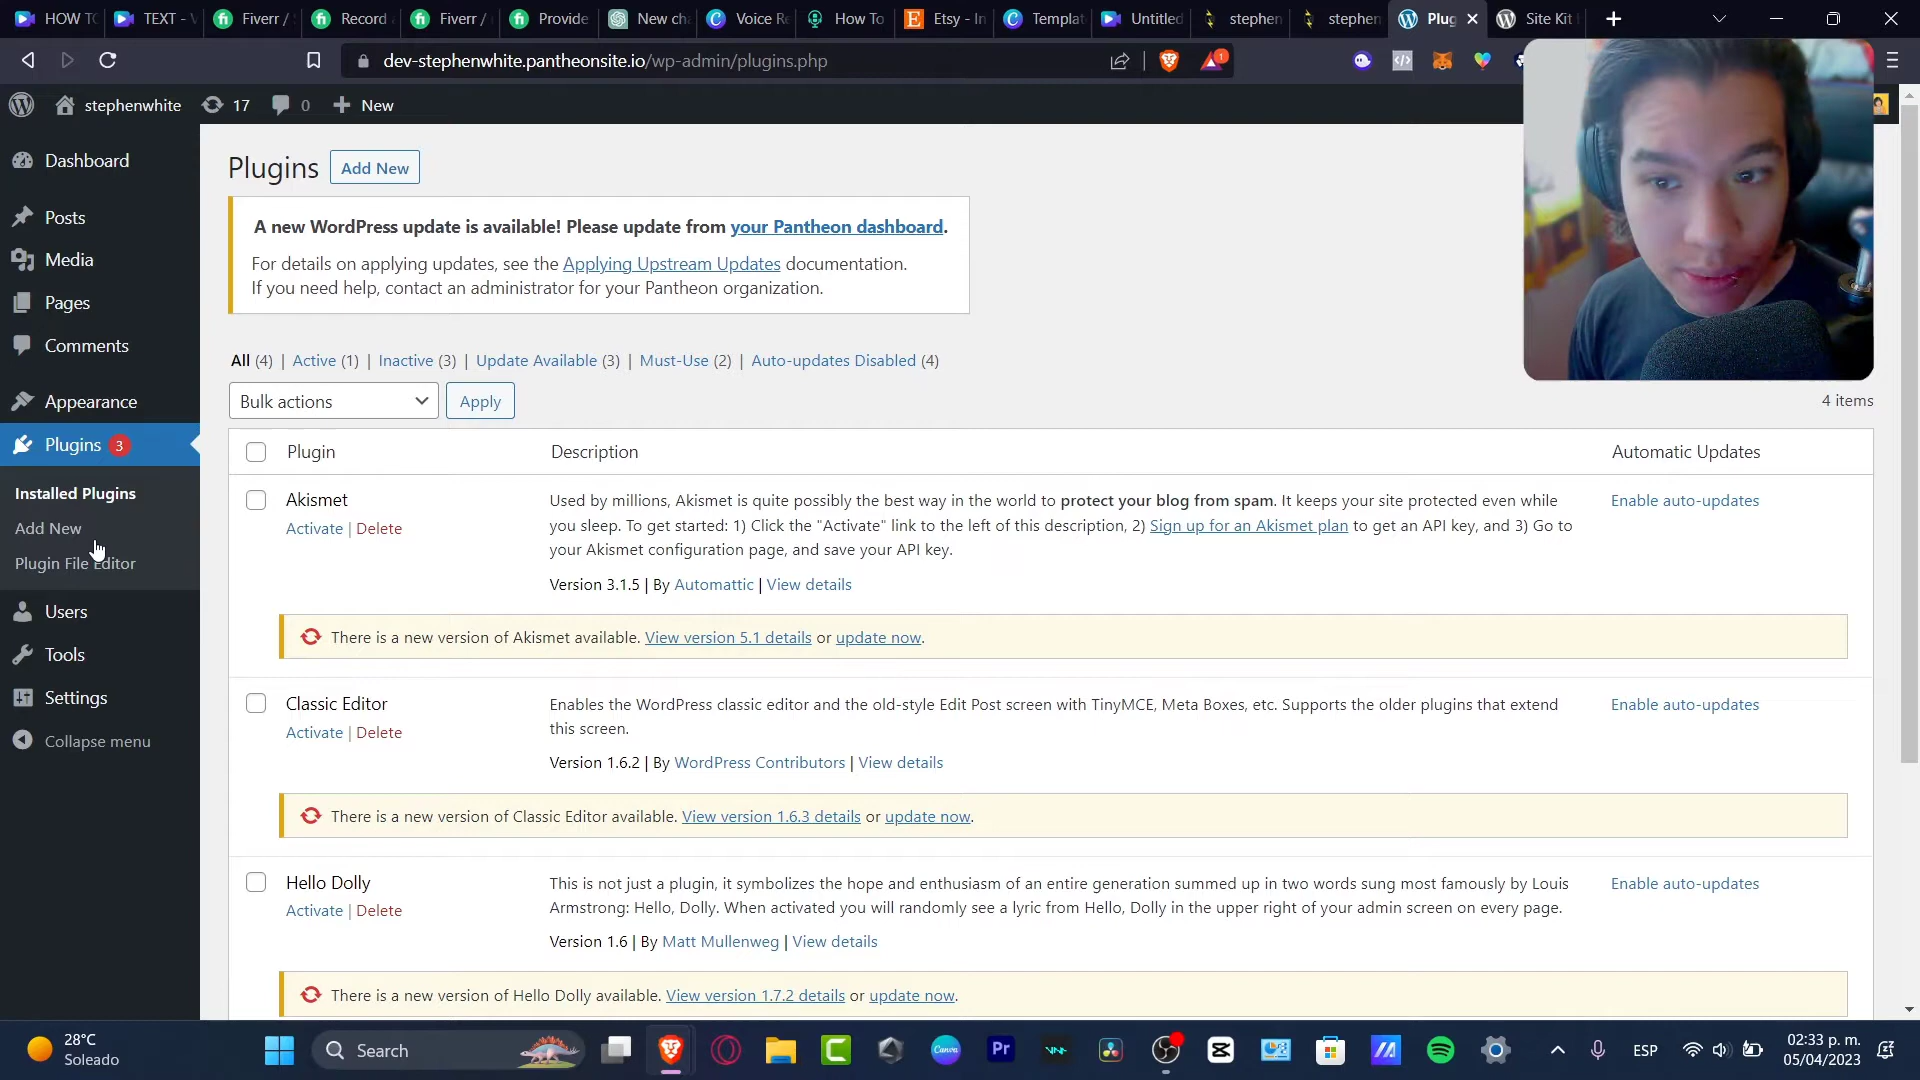 HOW TO
TEXT - V
Fiverr /
Record
Fiverr /
Provide
New ch
Voice Re
How To
Etsy - In
Templat
Untitled
stephen
stephen
Plug
Site Kit
dev-stephenwhite.pantheonsite.io/wp-admin/plugins.php
1
stephenwhite
17
0
New
Dashboard
Posts
Media
Pages
Comments
Appearance
Plugins 3
Installed Plugins
Add New
Plugin File Editor
Users
Tools
Settings
Collapse menu
Plugins
Add New
A new WordPress update is available! Please update from your Pantheon dashboard.
For details on applying updates, see the Applying Upstream Updates documentation.
If you need help, contact an administrator for your Pantheon organization.
All (4) | Active (1) | Inactive (3) | Update Available (3) | Must-Use (2) | Auto-updates Disabled (4)
Bulk actions
Apply
4 items
Plugin
Description
Automatic Updates
Akismet
Activate | Delete
Used by millions, Akismet is quite possibly the best way in the world to protect your blog from spam. It keeps your site protected even while
you sleep. To get started: 1) Click the "Activate" link to the left of this description, 2) Sign up for an Akismet plan to get an API key, and 3) Go to
your Akismet configuration page, and save your API key.
Version 3.1.5 | By Automattic | View details
Enable auto-updates
There is a new version of Akismet available. View version 5.1 details or update now.
Classic Editor
Activate | Delete
Enables the WordPress classic editor and the old-style Edit Post screen with TinyMCE, Meta Boxes, etc. Supports the older plugins that extend
this screen.
Version 1.6.2 | By WordPress Contributors | View details
Enable auto-updates
There is a new version of Classic Editor available. View version 1.6.3 details or update now.
Hello Dolly
Activate | Delete
This is not just a plugin, it symbolizes the hope and enthusiasm of an entire generation summed up in two words sung most famously by Louis
Armstrong: Hello, Dolly. When activated you will randomly see a lyric from Hello, Dolly in the upper right of your admin screen on every page.
Version 1.6 | By Matt Mullenweg | View details
Enable auto-updates
There is a new version of Hello Dolly available. View version 1.7.2 details or update now.
28°C
Soleado
Search
Canva
Pr
ESP
02:33 p. m.
05/04/2023